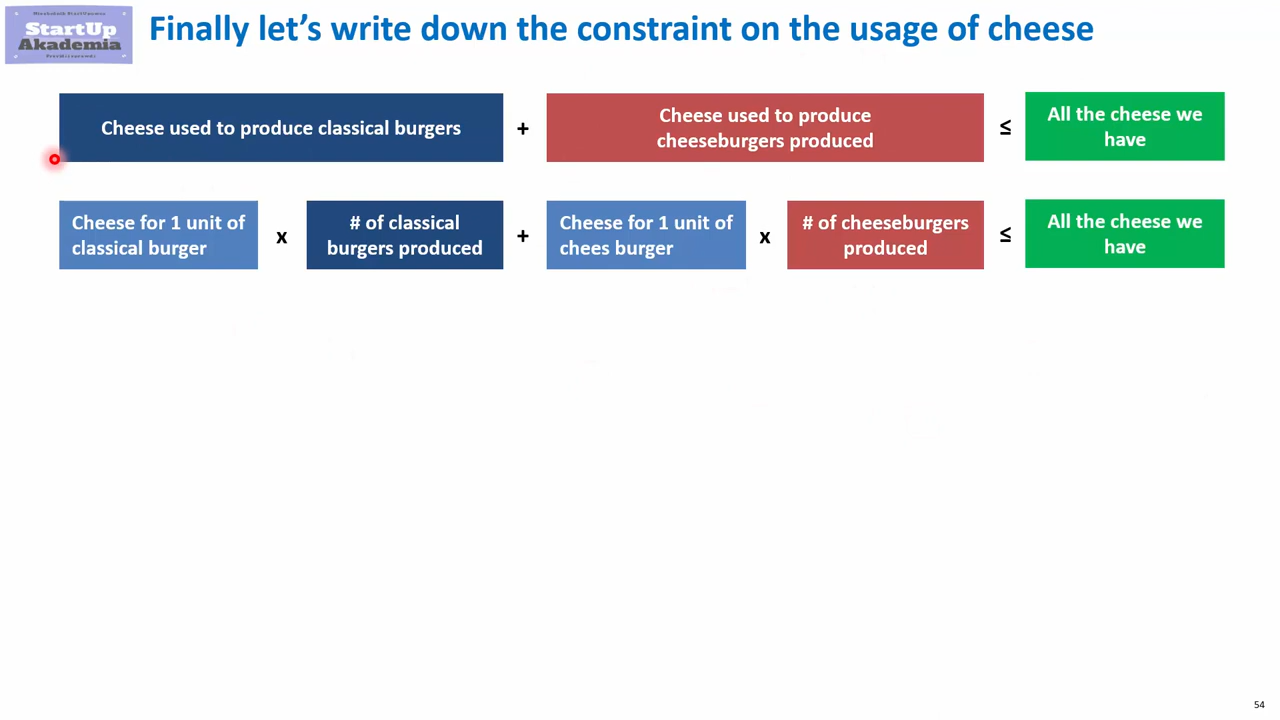 StartUp
Akademia
Finally let's write down the constraint on the usage of cheese
Cheese used to produce classical burgers
+
Cheese used to produce
cheeseburgers produced
≤
All the cheese we
have
Cheese for 1 unit of
classical burger
x
# of classical
burgers produced
+
Cheese for 1 unit of
chees burger
x
# of cheeseburgers
produced
≤
All the cheese we
have
54